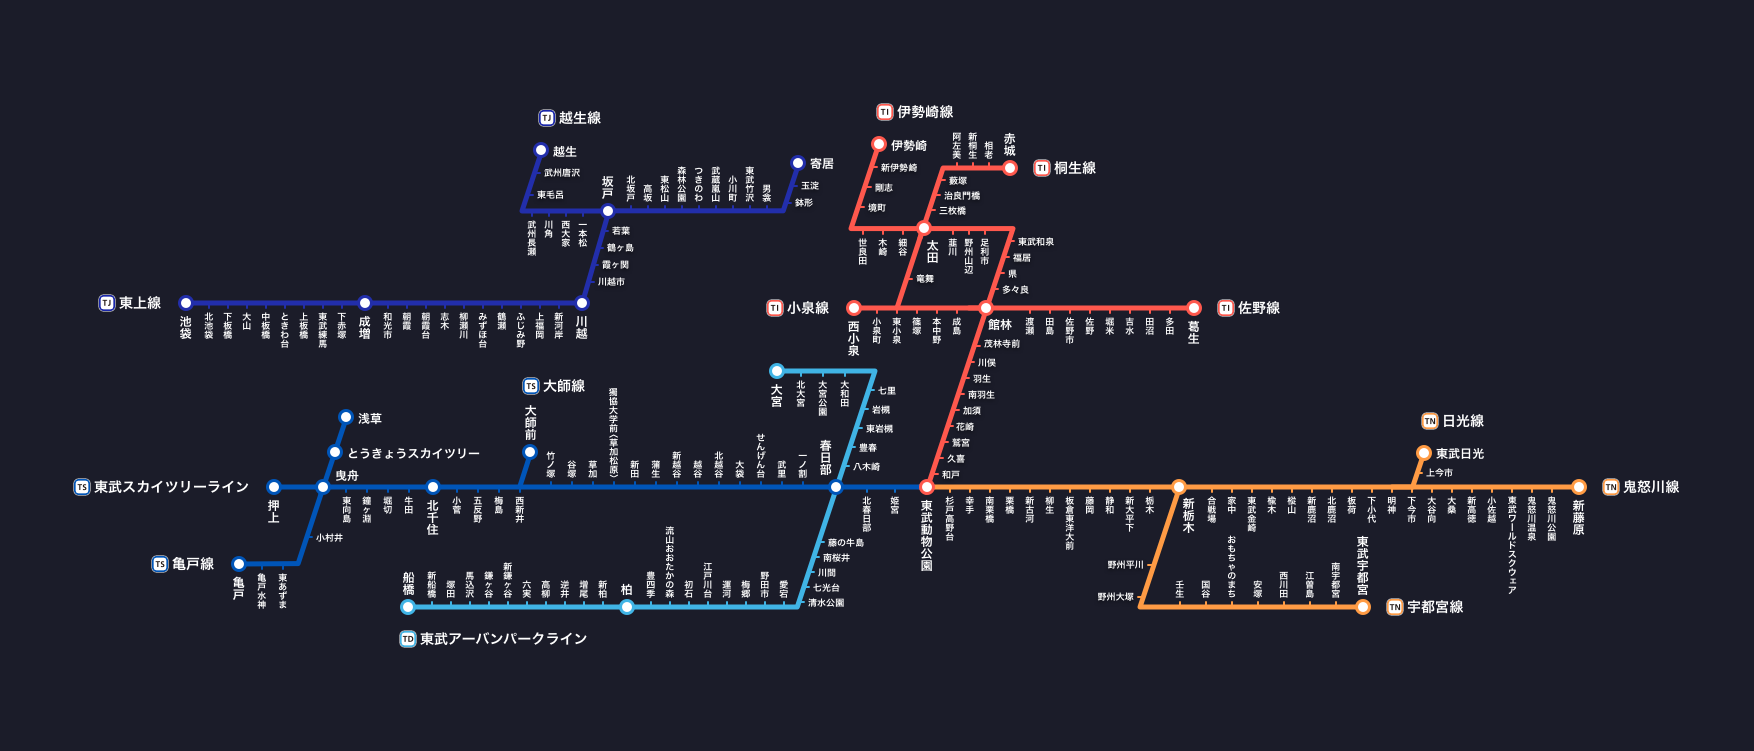 TJ 越生線
越生
武州唐沢
東毛呂
武州長瀬
川角
西大家
一本松
坂戸
北坂戸
高坂
東松山
森林公園
つきのわ
武蔵嵐山
小川町
東武竹沢
男衾
寄居
玉淀
鉢形
若葉
鶴ヶ島
霞ヶ関
川越市
TJ 東上線
池袋
北池袋
下板橋
大山
中板橋
ときわ台
上板橋
東武練馬
下赤塚
成増
和光市
朝霞
朝霞台
志木
柳瀬川
みずほ台
鶴瀬
ふじみ野
上福岡
新河岸
川越
TI 伊勢崎線
伊勢崎
新伊勢崎
剛志
境町
世良田
木崎
細谷
太田
韮川
野州山辺
足利市
東武和泉
福居
県
多々良
TI 桐生線
赤城
相老
新桐生
阿左美
藪塚
治良門橋
三枚橋
竜舞
TI 小泉線
西小泉
小泉町
東小泉
篠塚
本中野
成島
館林
渡瀬
田島
佐野市
佐野
堀米
吉水
田沼
多田
葛生
TI 佐野線
茂林寺前
川俣
羽生
南羽生
加須
花崎
鷲宮
久喜
和戸
大宮
北大宮
大宮公園
大和田
七里
岩槻
東岩槻
豊春
八木崎
春日部
TS 大師線
大師前
浅草
とうきょうスカイツリー
曳舟
TS 東武スカイツリーライン
押上
東向島
鐘ヶ淵
堀切
牛田
北千住
小菅
五反野
梅島
西新井
竹ノ塚
谷塚
草加
獨協大学前〈草加松原〉
新田
蒲生
新越谷
越谷
北越谷
大袋
せんげん台
武里
一ノ割
北春日部
姫宮
東武動物公園
小村井
TS 亀戸線
亀戸
亀戸水神
東あずま
藤の牛島
南桜井
川間
七光台
清水公園
船橋
新船橋
塚田
馬込沢
鎌ヶ谷
新鎌ヶ谷
六実
高柳
逆井
増尾
新柏
柏
豊四季
流山おおたかの森
初石
江戸川台
運河
梅郷
野田市
愛宕
TD 東武アーバンパークライン
TN 日光線
東武日光
上今市
杉戸高野台
幸手
南栗橋
栗橋
新古河
柳生
板倉東洋大前
藤岡
静和
新大平下
栃木
新栃木
合戦場
家中
東武金崎
楡木
樅山
新鹿沼
北鹿沼
板荷
下小代
明神
下今市
大谷向
大桑
新高徳
小佐越
東武ワールドスクウェア
鬼怒川温泉
鬼怒川公園
新藤原
TN 鬼怒川線
野州平川
野州大塚
壬生
国谷
おもちゃのまち
安塚
西川田
江曽島
南宇都宮
東武宇都宮
TN 宇都宮線